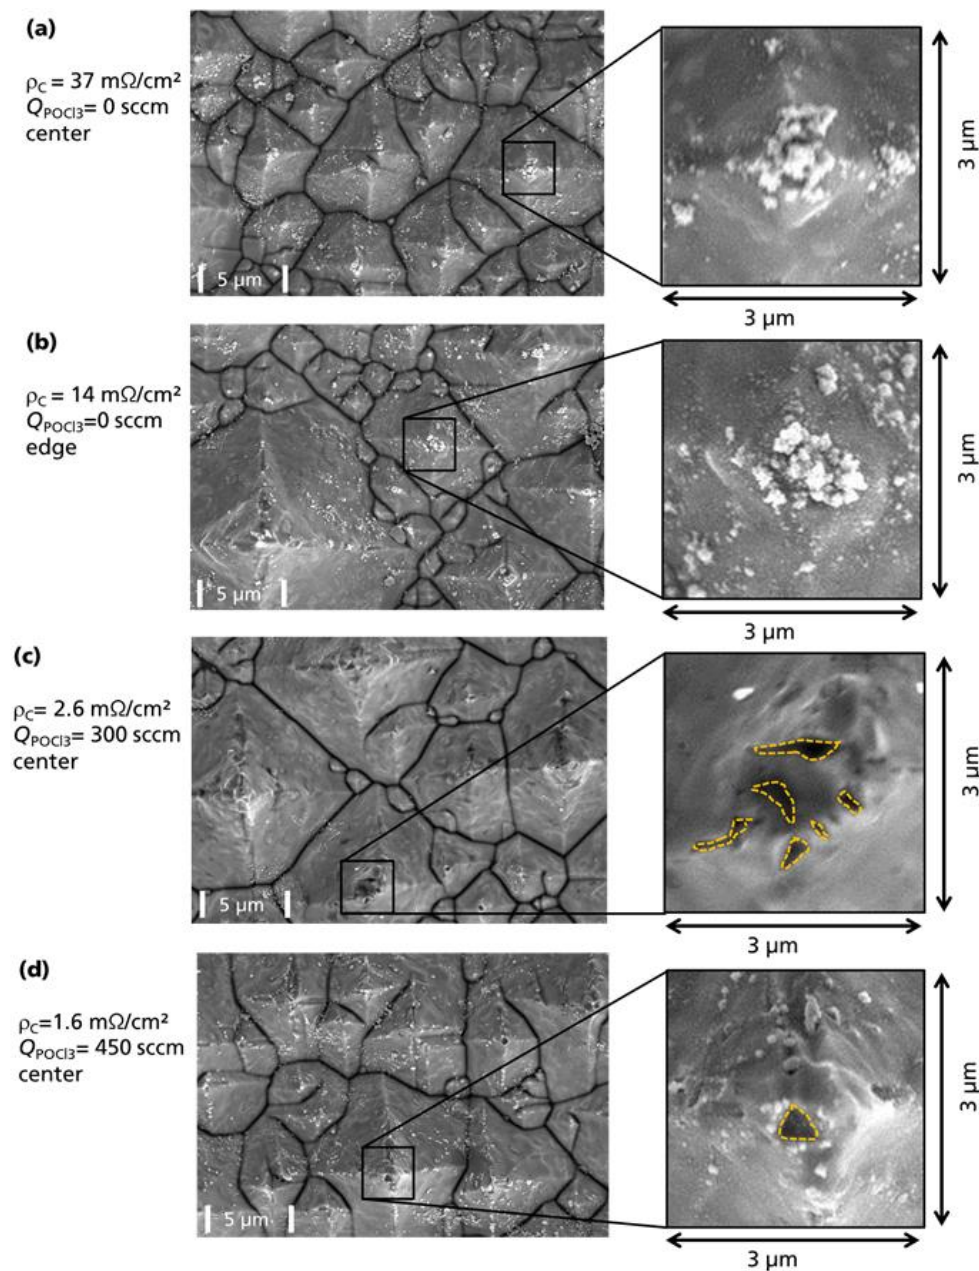 (a)
ρC = 37 mΩ/cm²
QPOCl3= 0 sccm
center
5 µm
3 µm
3 µm
(b)
ρC = 14 mΩ/cm²
QPOCl3=0 sccm
edge
5 µm
3 µm
3 µm
(c)
ρC= 2.6 mΩ/cm²
QPOCl3= 300 sccm
center
5 µm
3 µm
3 µm
(d)
ρC=1.6 mΩ/cm²
QPOCl3= 450 sccm
center
5 µm
3 µm
3 µm